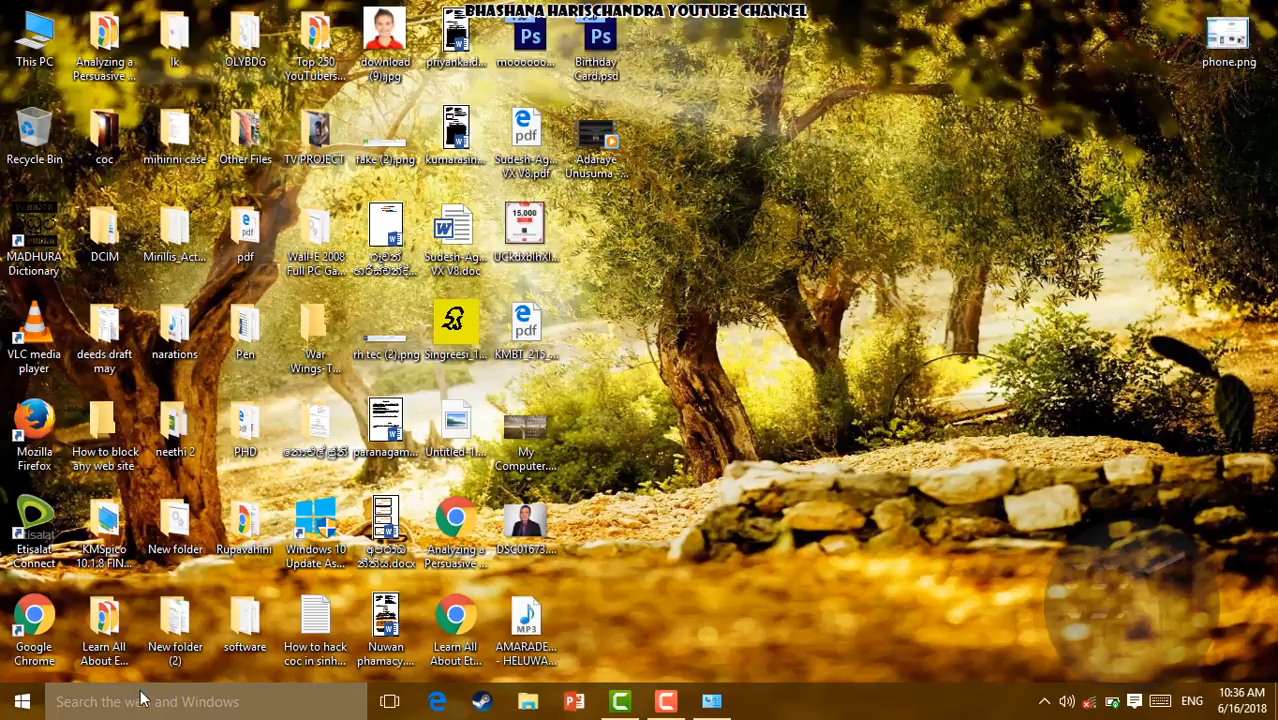 BHASHANA HARISCHANDRA YOUTUBE CHANNEL
This PC
Analyzing a
Persuasive ...
lk
OLYBDG
Top 250
YouTubers...
download
(9).jpg
priyanka.d...
moooooo...
Birthday
Card.psd
phone.png
Recycle Bin
coc
mihirini case
Other Files
TV PROJECT
fake (2).png
kumarasin...
Sudesh-Ag...
VX V8.pdf
Adaraye
Unusuma -...
MADHURA
Dictionary
DCIM
Mirillis_Act...
pdf
Wall-E 2008
Full PC Ga...
Sudesh-Ag...
VX V8.doc
15,000
UCkdxblhXl...
VLC media
player
deeds draft
may
narations
Pen
War
Wings-T...
rh tec (2).png
Singreesi_1...
KMBT_215_...
Mozilla
Firefox
How to block
any web site
neethi 2
PHD
paranagam...
Untitled-1...
My
Computer....
Etisalat
Connect
KMSpico
10.1.8 FIN...
New folder
Rupavahini
Windows 10
Update As...
Analyzing a
Persuasive ...
DSC01673....
Google
Chrome
Learn All
About E...
New folder
(2)
software
How to hack
coc in sinh...
Nuwan
phamacy....
Learn All
About Et...
MP3
AMARADE...
- HELUWA...
Search the web and Windows
ENG
10:36 AM
6/16/2018